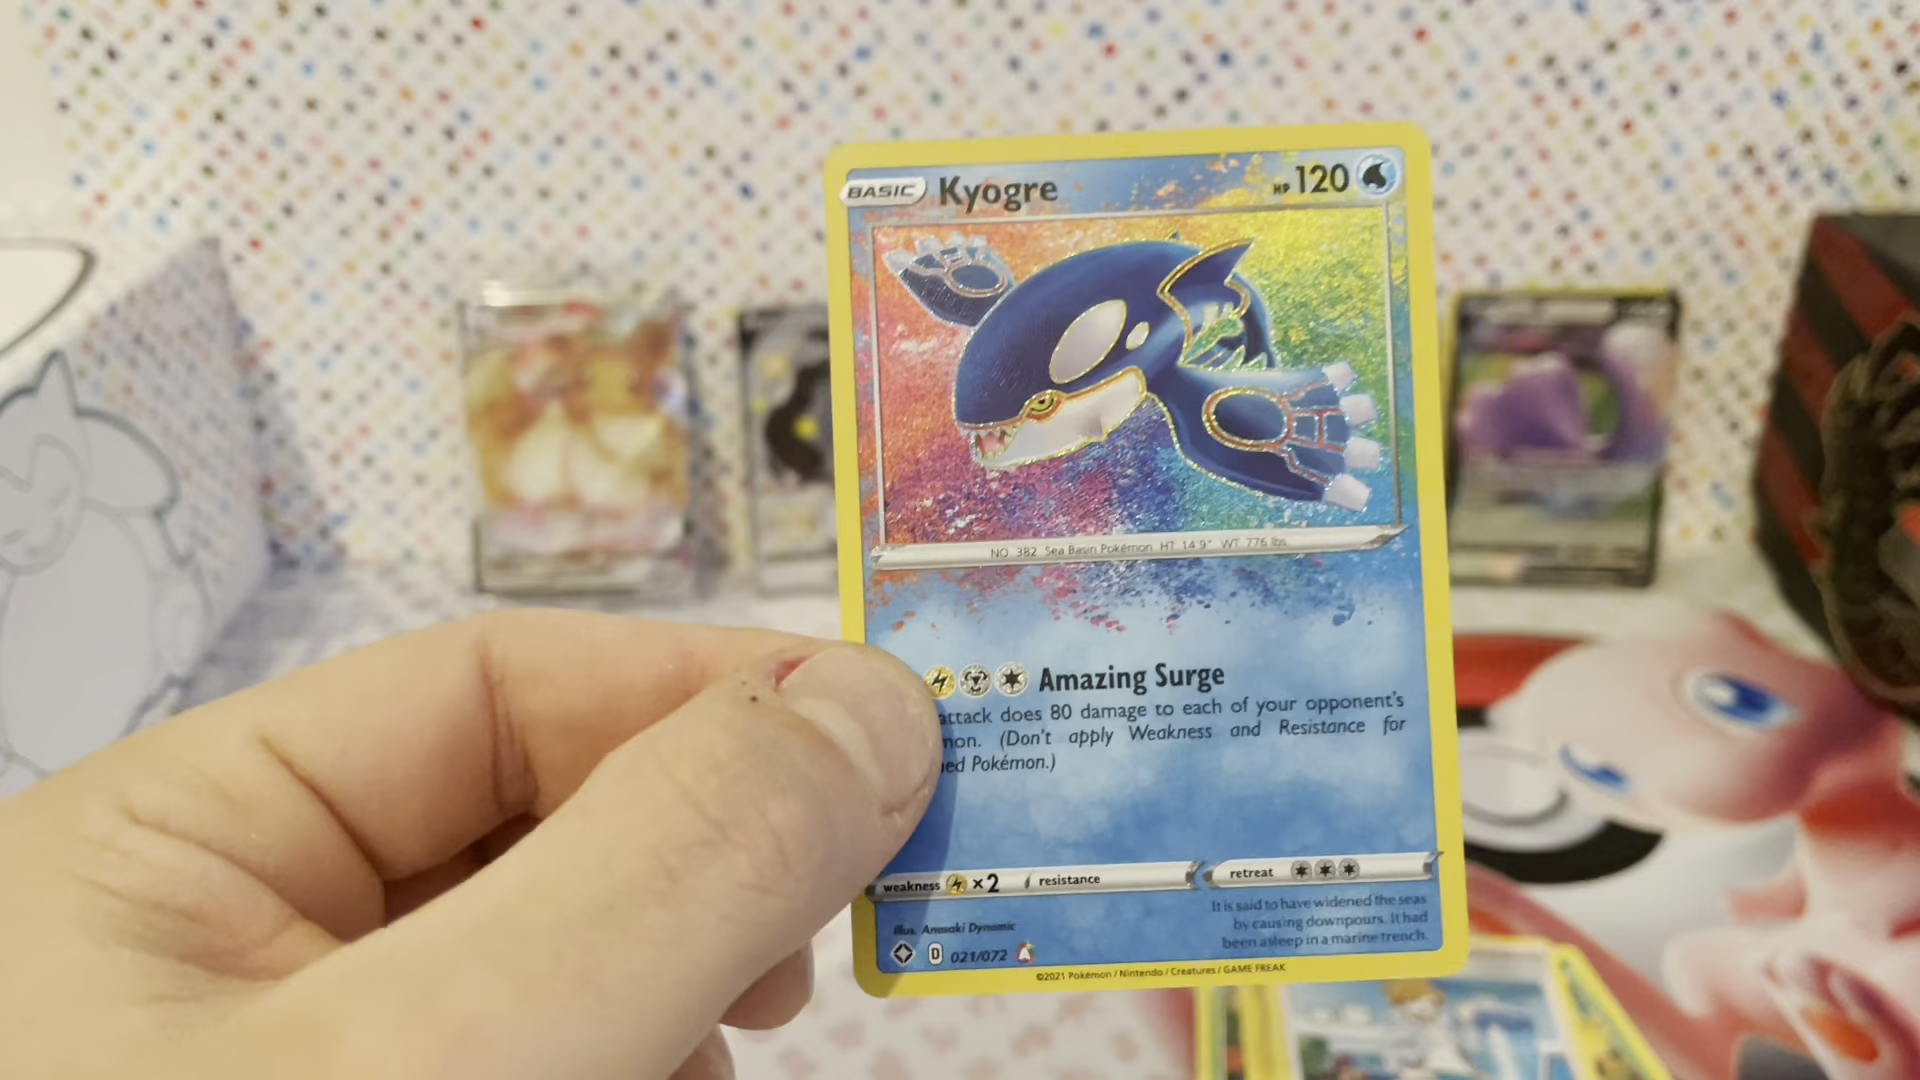 BASIC Kyogre HP 120
NO. 382 Sea Basin Pokémon HT 14'9" WT 776 lbs.
Amazing Surge
attack does 80 damage to each of your opponent's
mon. (Don't apply Weakness and Resistance for
ed Pokémon.)
weakness ×2 resistance retreat
illus. Anesaki Dynamic
It is said to have widened the seas
by causing downpours. It had
been asleep in a marine trench.
D 021/072 A
©2021 Pokémon / Nintendo / Creatures / GAME FREAK